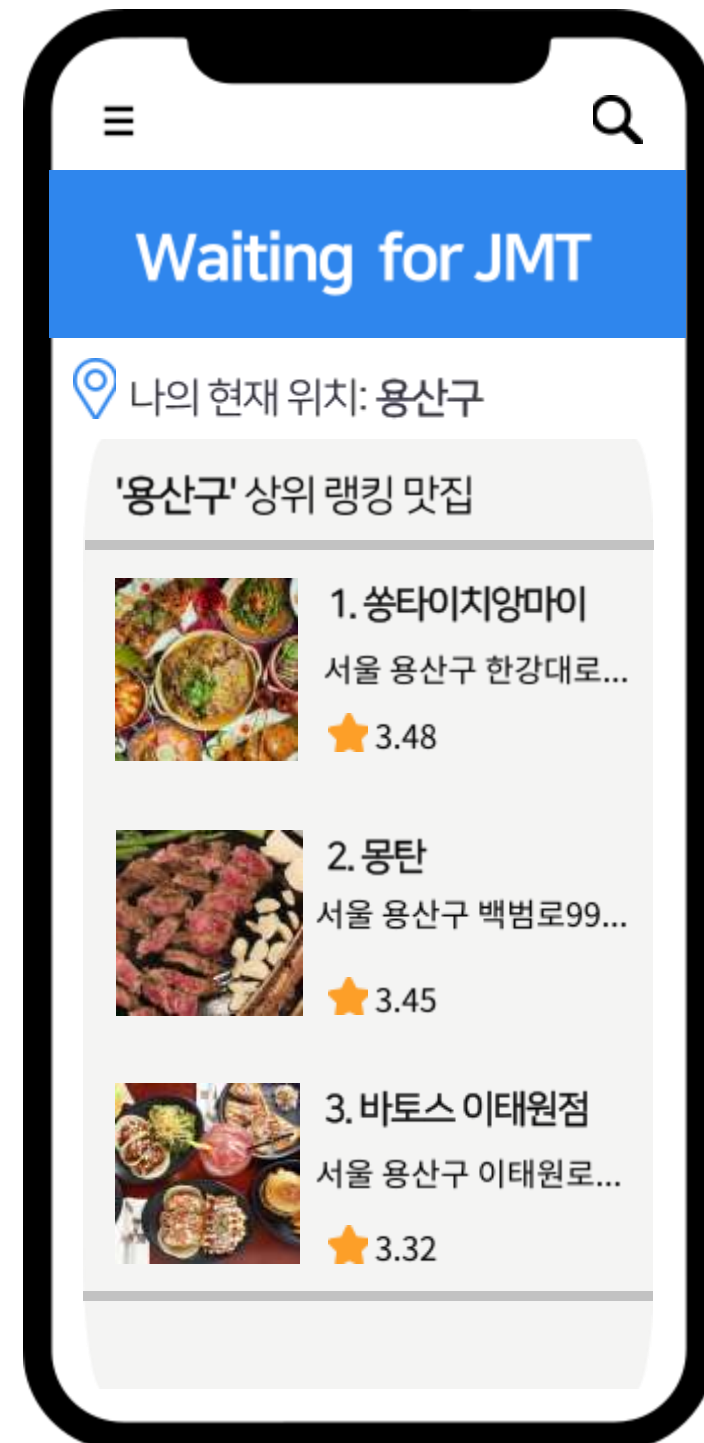 Waiting for JMT
나의 현재 위치: 용산구
'용산구' 상위 랭킹 맛집
1. 쏭타이치앙마이
서울 용산구 한강대로...
3.48
2. 몽탄
서울 용산구 백범로99...
3.45
3. 바토스 이태원점
서울 용산구 이태원로...
3.32